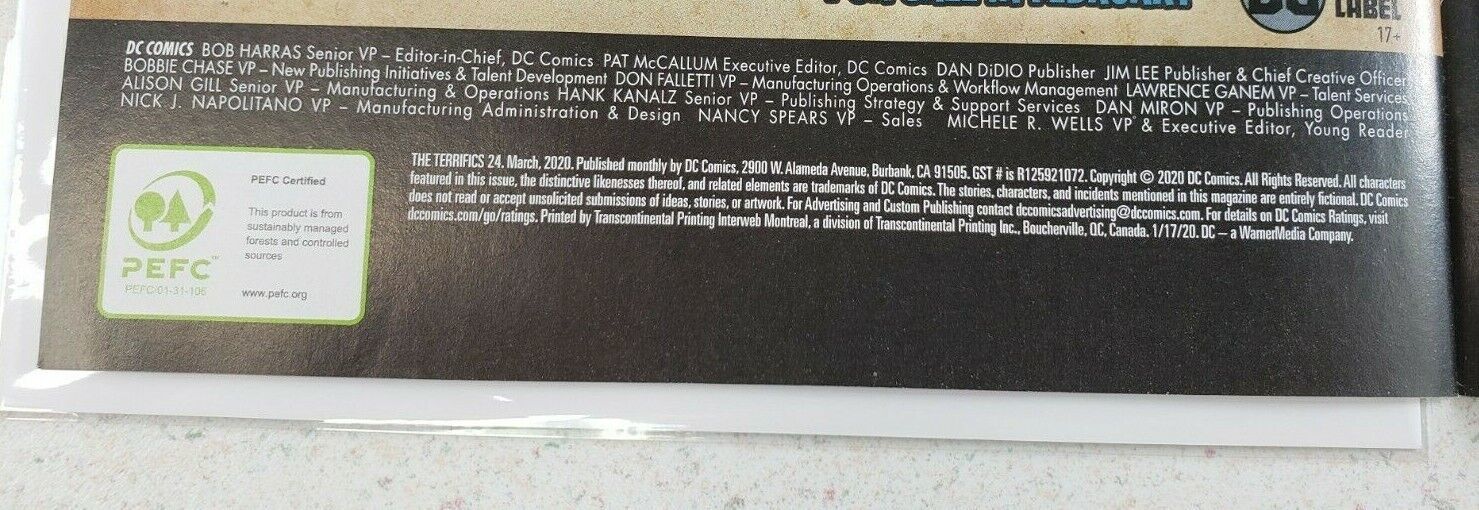 LABEL
17+
DC COMICS BOB HARRAS Senior VP – Editor-in-Chief, DC Comics PAT McCALLUM Executive Editor, DC Comics DAN DiDIO Publisher JIM LEE Publisher & Chief Creative Officer
BOBBIE CHASE VP – New Publishing Initiatives & Talent Development DON FALLETTI VP – Manufacturing Operations & Workflow Management LAWRENCE GANEM VP – Talent Services
ALISON GILL Senior VP – Manufacturing & Operations HANK KANALZ Senior VP – Publishing Strategy & Support Services DAN MIRON VP – Publishing Operations
NICK J. NAPOLITANO VP – Manufacturing Administration & Design NANCY SPEARS VP – Sales MICHELE R. WELLS VP & Executive Editor, Young Reader
PEFC Certified
This product is from
sustainably managed
forests and controlled
sources
www.pefc.org
PEFC™
PEFC/01-31-106
THE TERRIFICS 24. March, 2020. Published monthly by DC Comics, 2900 W. Alameda Avenue, Burbank, CA 91505. GST # is R125921072. Copyright © 2020 DC Comics. All Rights Reserved. All characters
featured in this issue, the distinctive likenesses thereof, and related elements are trademarks of DC Comics. The stories, characters, and incidents mentioned in this magazine are entirely fictional. DC Comics
does not read or accept unsolicited submissions of ideas, stories, or artwork. For Advertising and Custom Publishing contact dccomicsadvertising@dccomics.com. For details on DC Comics Ratings, visit
dccomics.com/go/ratings. Printed by Transcontinental Printing Interweb Montreal, a division of Transcontinental Printing Inc., Boucherville, QC, Canada. 1/17/20. DC – a WarnerMedia Company.